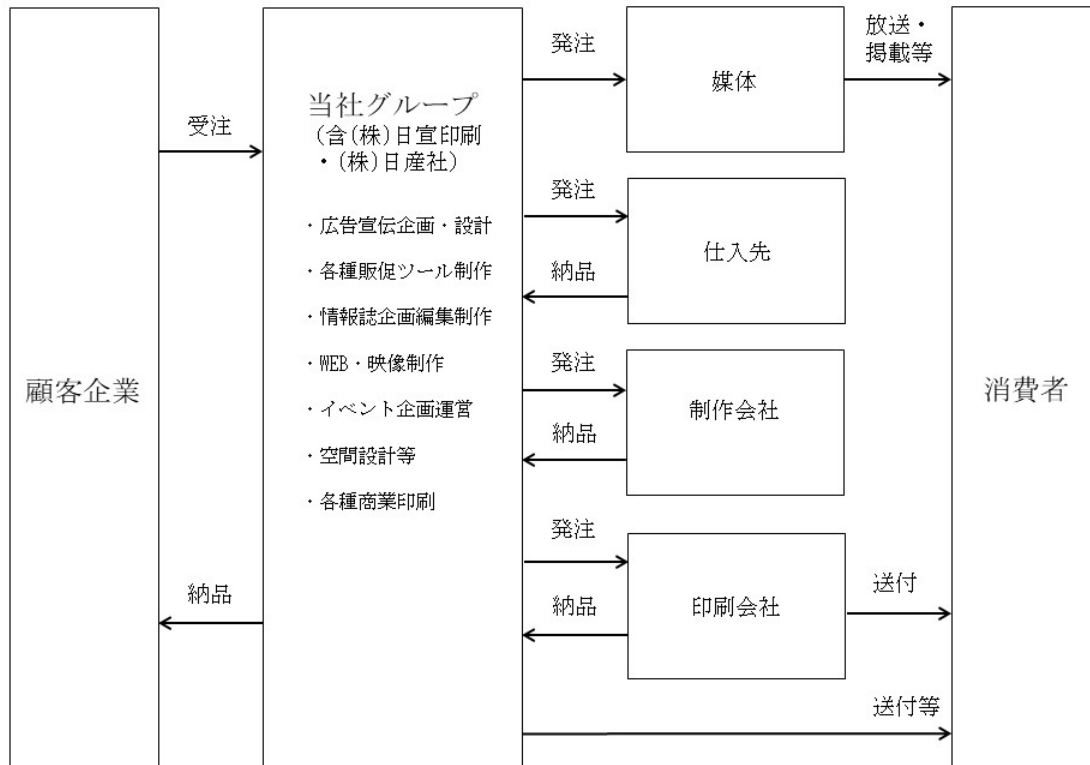 顧客企業
受注
納品
当社グループ
(含(株)日宣印刷
・(株)日産社)
・広告宣伝企画・設計
・各種販促ツール制作
・情報誌企画編集制作
・WEB・映像制作
・イベント企画運営
・空間設計等
・各種商業印刷
発注
媒体
放送・
掲載等
発注
納品
仕入先
発注
納品
制作会社
発注
納品
印刷会社
送付
送付等
消費者